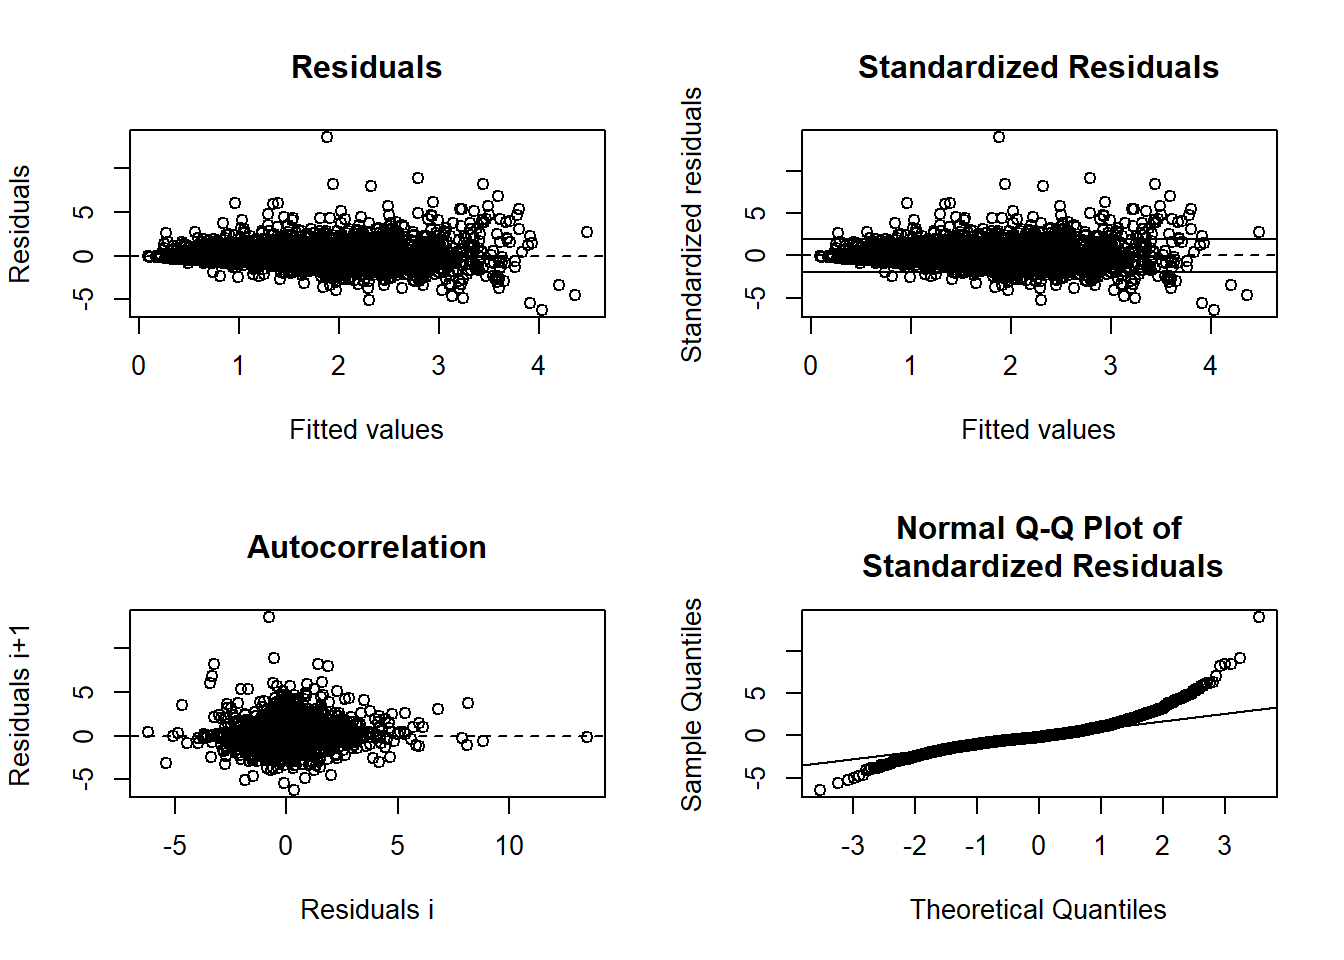 Residuals
Residuals
5
0
-5
0 1 2 3 4
Fitted values
Standardized Residuals
Standardized residuals
5
0
-5
0 1 2 3 4
Fitted values
Autocorrelation
Residuals i+1
5
0
-5
-5 0 5 10
Residuals i
Normal Q-Q Plot of
Standardized Residuals
Sample Quantiles
5
0
-5
-3 -2 -1 0 1 2 3
Theoretical Quantiles